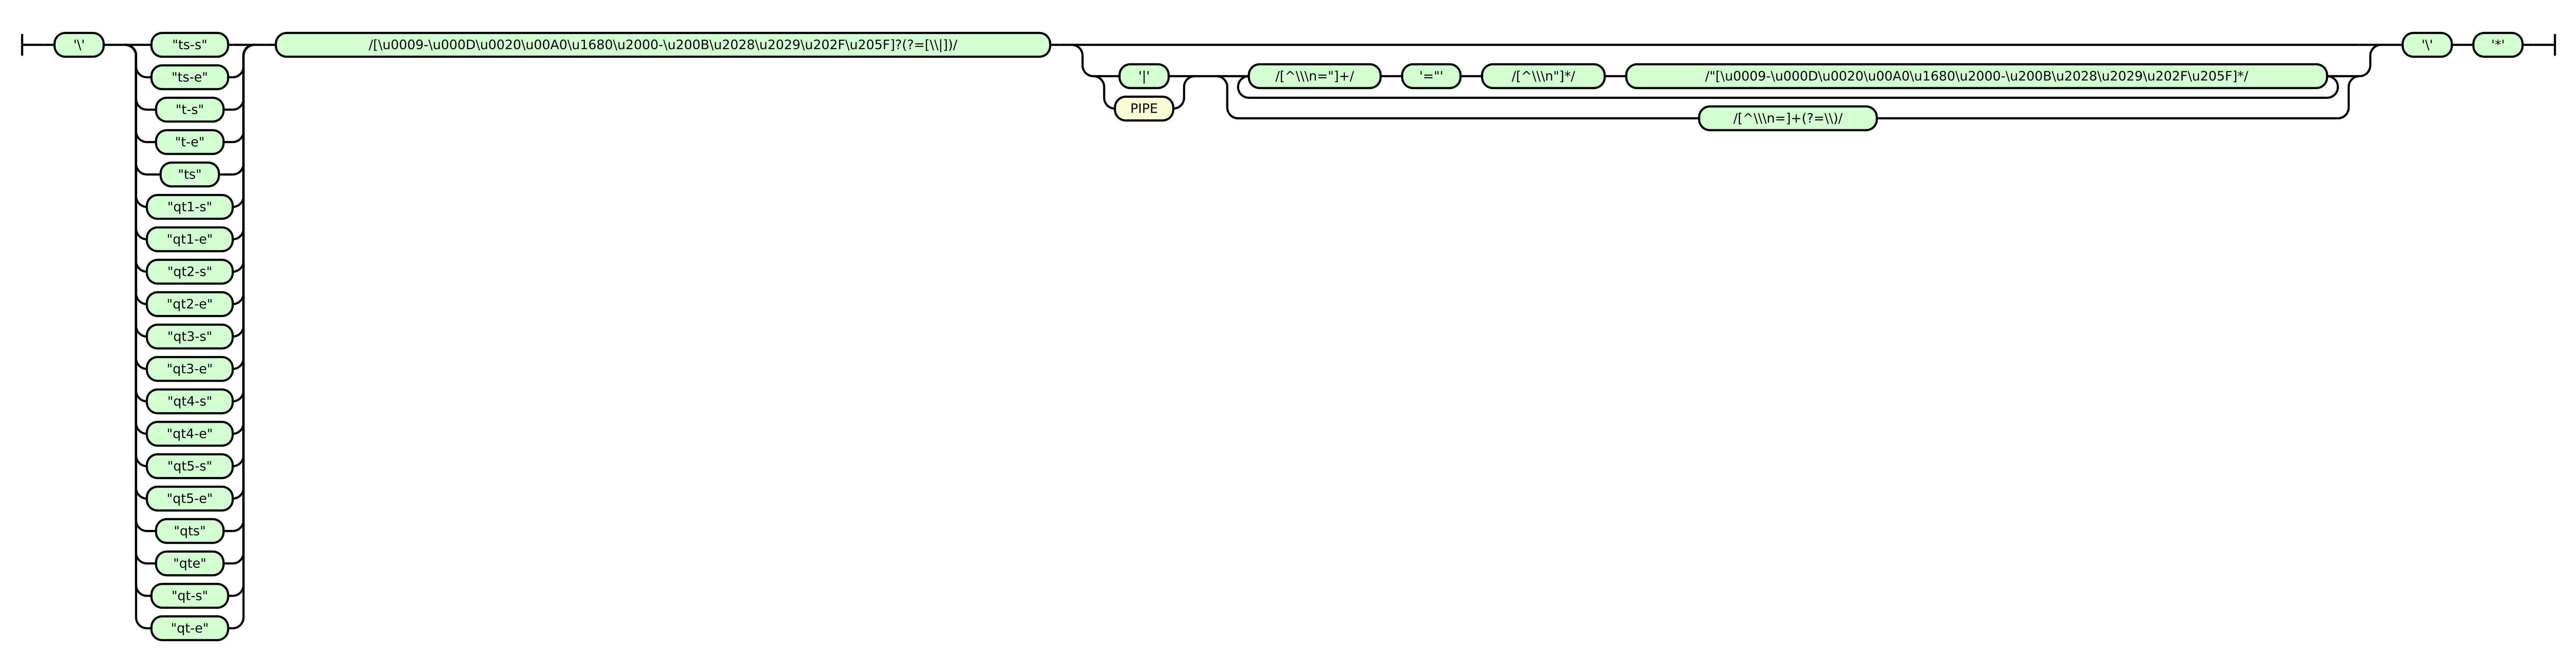 '\' "ts-s" /[\u0009-\u000D\u0020\u00A0\u1680\u2000-\u200B\u2028\u2029\u202F\u205F]?(?=[\\|])/ '\' '*'
"ts-e" '|' /[^\\\n="]+/ '="' /[^\\\n"]*/ /"[\u0009-\u000D\u0020\u00A0\u1680\u2000-\u200B\u2028\u2029\u202F\u205F]*/
"t-s" PIPE /[^\\\n=]+(?=\\)/
"t-e"
"ts"
"qt1-s"
"qt1-e"
"qt2-s"
"qt2-e"
"qt3-s"
"qt3-e"
"qt4-s"
"qt4-e"
"qt5-s"
"qt5-e"
"qts"
"qte"
"qt-s"
"qt-e"